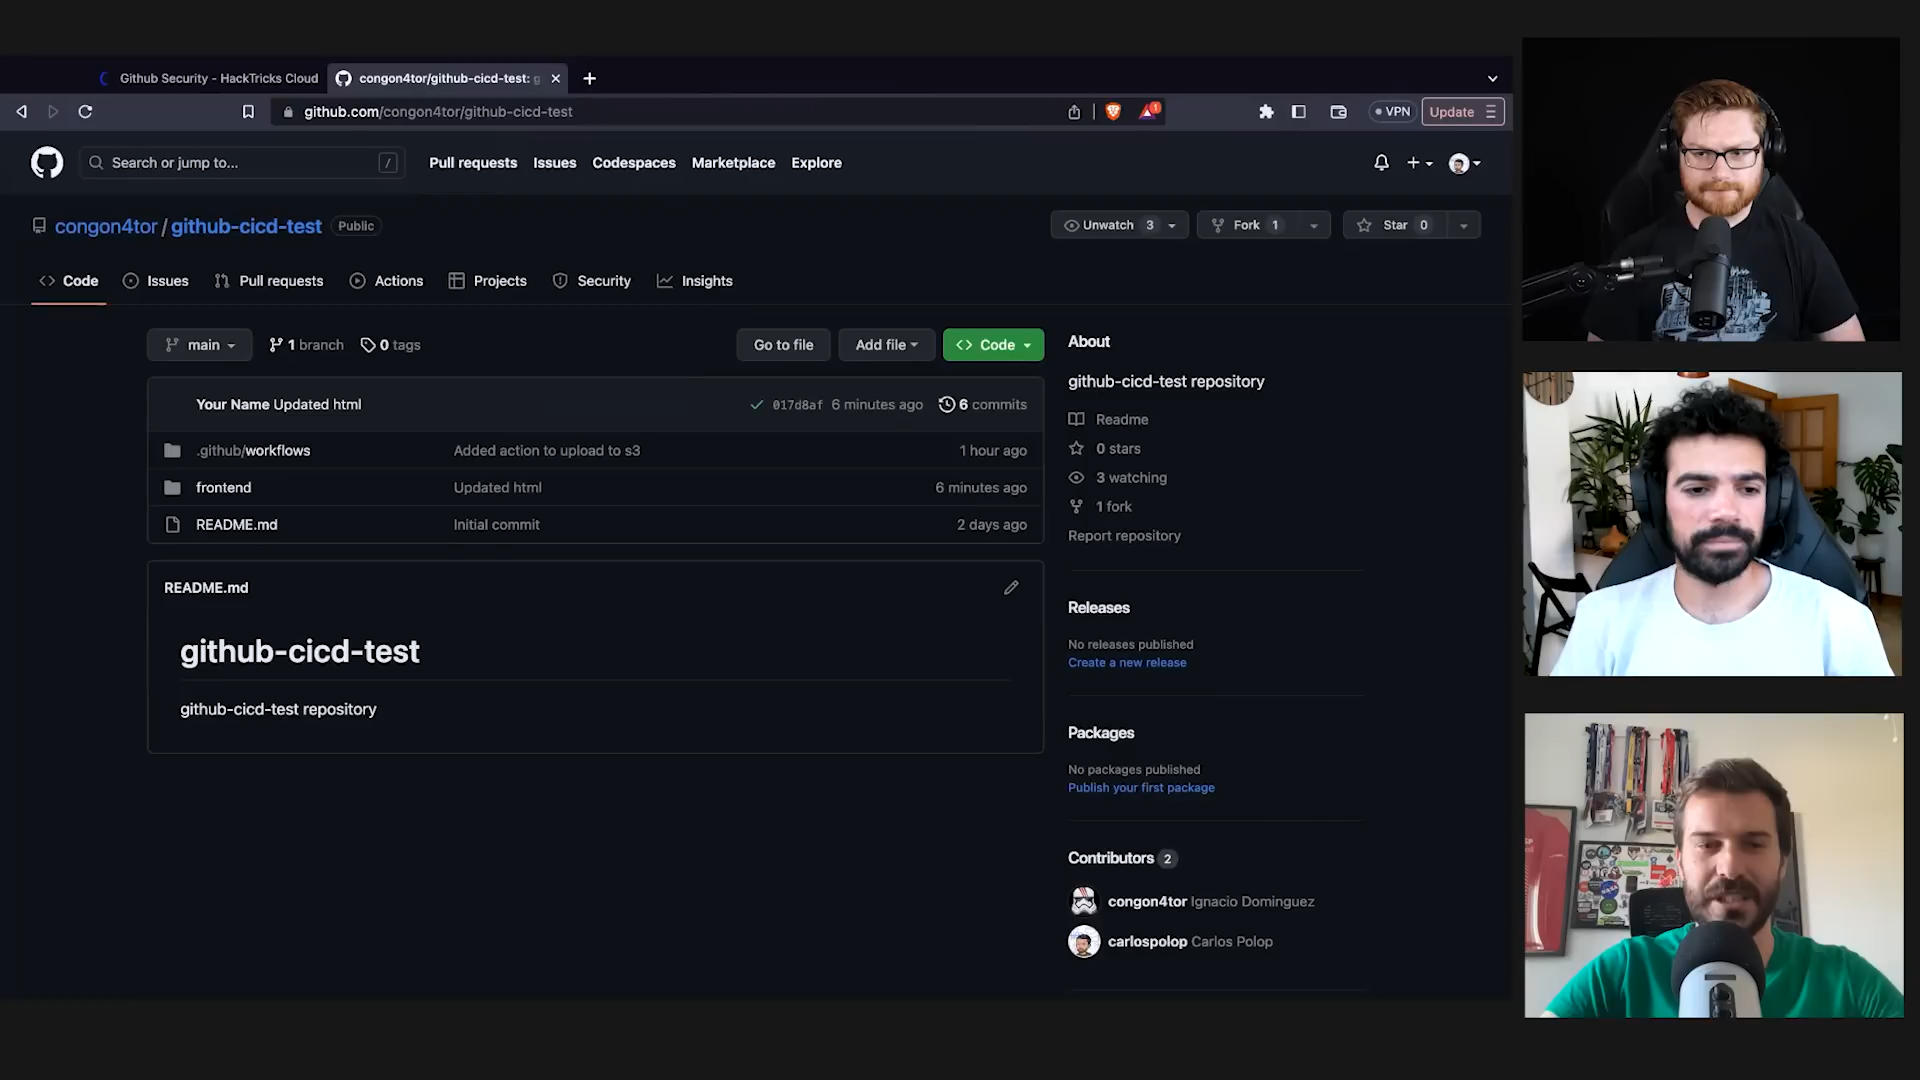 Github Security - HackTricks Cloud
congon4tor/github-cicd-test: g
github.com/congon4tor/github-cicd-test
1
VPN
Update
Search or jump to...
/
Pull requests
Issues
Codespaces
Marketplace
Explore
congon4tor / github-cicd-test
Public
Unwatch 3
Fork 1
Star 0
Code
Issues
Pull requests
Actions
Projects
Security
Insights
main
1 branch
0 tags
Go to file
Add file
Code
Your Name Updated html
017d8af 6 minutes ago
6 commits
.github/workflows
Added action to upload to s3
1 hour ago
frontend
Updated html
6 minutes ago
README.md
Initial commit
2 days ago
README.md
github-cicd-test
github-cicd-test repository
About
github-cicd-test repository
Readme
0 stars
3 watching
1 fork
Report repository
Releases
No releases published
Create a new release
Packages
No packages published
Publish your first package
Contributors 2
congon4tor Ignacio Dominguez
carlospolop Carlos Polop
NASA